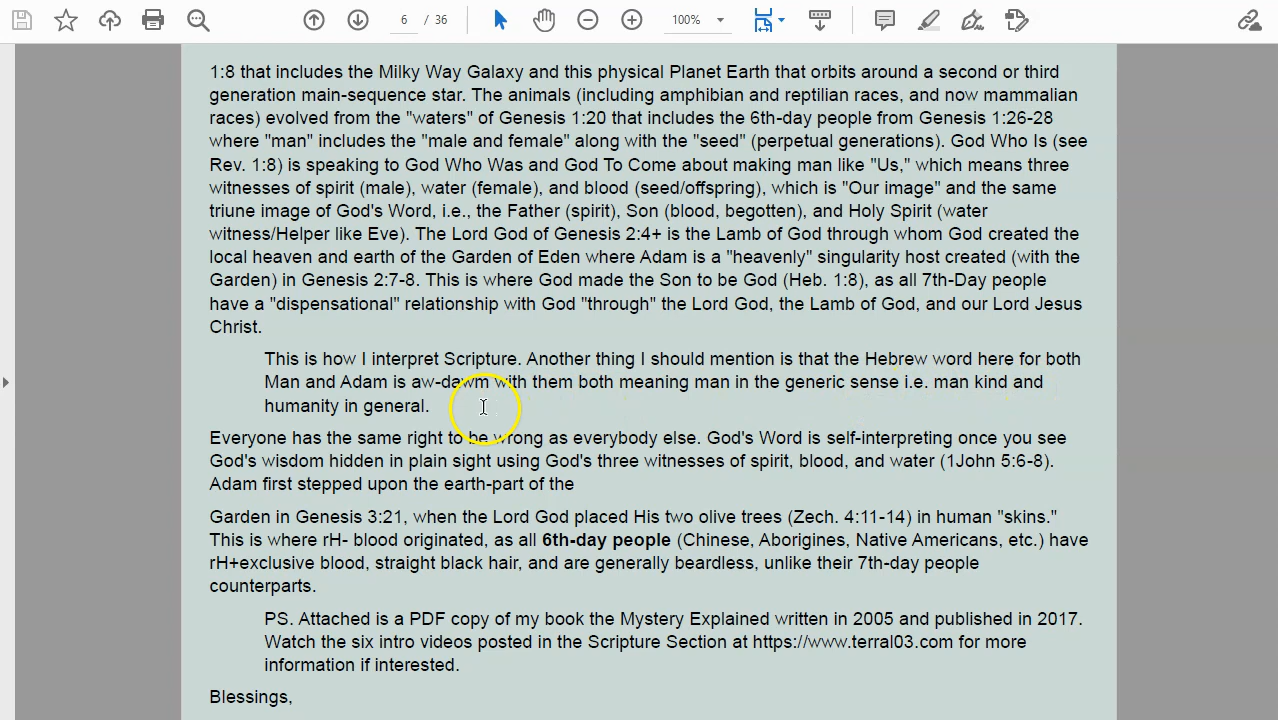 6 / 36 100%
1:8 that includes the Milky Way Galaxy and this physical Planet Earth that orbits around a second or third
generation main-sequence star. The animals (including amphibian and reptilian races, and now mammalian
races) evolved from the "waters" of Genesis 1:20 that includes the 6th-day people from Genesis 1:26-28
where "man" includes the "male and female" along with the "seed" (perpetual generations). God Who Is (see
Rev. 1:8) is speaking to God Who Was and God To Come about making man like "Us," which means three
witnesses of spirit (male), water (female), and blood (seed/offspring), which is "Our image" and the same
triune image of God's Word, i.e., the Father (spirit), Son (blood, begotten), and Holy Spirit (water
witness/Helper like Eve). The Lord God of Genesis 2:4+ is the Lamb of God through whom God created the
local heaven and earth of the Garden of Eden where Adam is a "heavenly" singularity host created (with the
Garden) in Genesis 2:7-8. This is where God made the Son to be God (Heb. 1:8), as all 7th-Day people
have a "dispensational" relationship with God "through" the Lord God, the Lamb of God, and our Lord Jesus
Christ.
This is how I interpret Scripture. Another thing I should mention is that the Hebrew word here for both
Man and Adam is aw-dawm with them both meaning man in the generic sense i.e. man kind and
humanity in general.
Everyone has the same right to be wrong as everybody else. God's Word is self-interpreting once you see
God's wisdom hidden in plain sight using God's three witnesses of spirit, blood, and water (1John 5:6-8).
Adam first stepped upon the earth-part of the
Garden in Genesis 3:21, when the Lord God placed His two olive trees (Zech. 4:11-14) in human "skins."
This is where rH- blood originated, as all 6th-day people (Chinese, Aborigines, Native Americans, etc.) have
rH+exclusive blood, straight black hair, and are generally beardless, unlike their 7th-day people
counterparts.
PS. Attached is a PDF copy of my book the Mystery Explained written in 2005 and published in 2017.
Watch the six intro videos posted in the Scripture Section at https://www.terral03.com for more
information if interested.
Blessings,